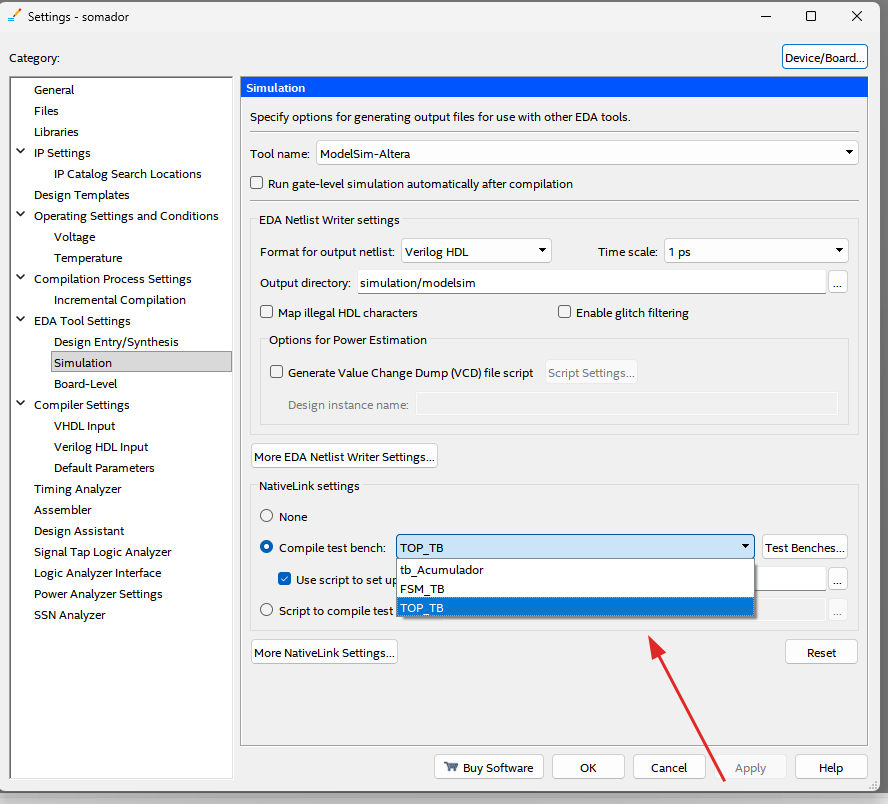 Settings - somador
Category:
Device/Board...
General
Files
Libraries
IP Settings
IP Catalog Search Locations
Design Templates
Operating Settings and Conditions
Voltage
Temperature
Compilation Process Settings
Incremental Compilation
EDA Tool Settings
Design Entry/Synthesis
Simulation
Board-Level
Compiler Settings
VHDL Input
Verilog HDL Input
Default Parameters
Timing Analyzer
Assembler
Design Assistant
Signal Tap Logic Analyzer
Logic Analyzer Interface
Power Analyzer Settings
SSN Analyzer
Simulation
Specify options for generating output files for use with other EDA tools.
Tool name: ModelSim-Altera
Run gate-level simulation automatically after compilation
EDA Netlist Writer settings
Format for output netlist: Verilog HDL Time scale: 1 ps
Output directory: simulation/modelsim ...
Map illegal HDL characters Enable glitch filtering
Options for Power Estimation
Generate Value Change Dump (VCD) file script Script Settings...
Design instance name:
More EDA Netlist Writer Settings...
NativeLink settings
None
Compile test bench: TOP_TB Test Benches...
tb_Acumulador
Use script to set up ...
FSM_TB
TOP_TB
Script to compile test ...
More NativeLink Settings... Reset
Buy Software OK Cancel Apply Help